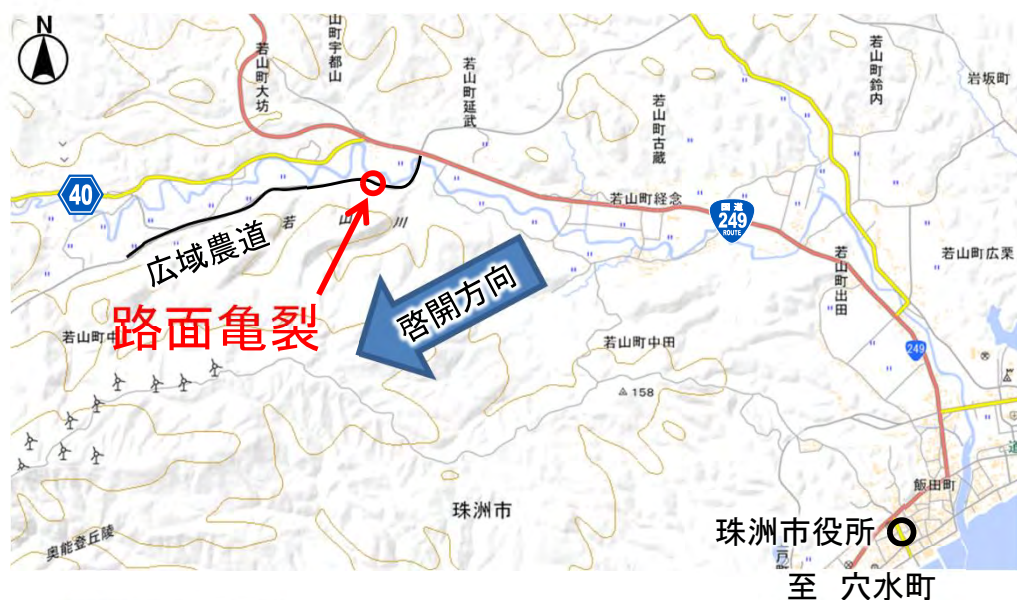 N
山町宇都山
若山町大坊
若山町延武
若山町古蔵
若山町鈴内
岩坂町
40
若山町経念
国道
249
ROUTE
若山川
広域農道
若山町出田
若山町広栗
啓開方向
路面亀裂
若山町中
若山町中田
249
158
道
飯田町
珠洲市
奥能登丘陵
珠洲市役所
戸町
至 穴水町